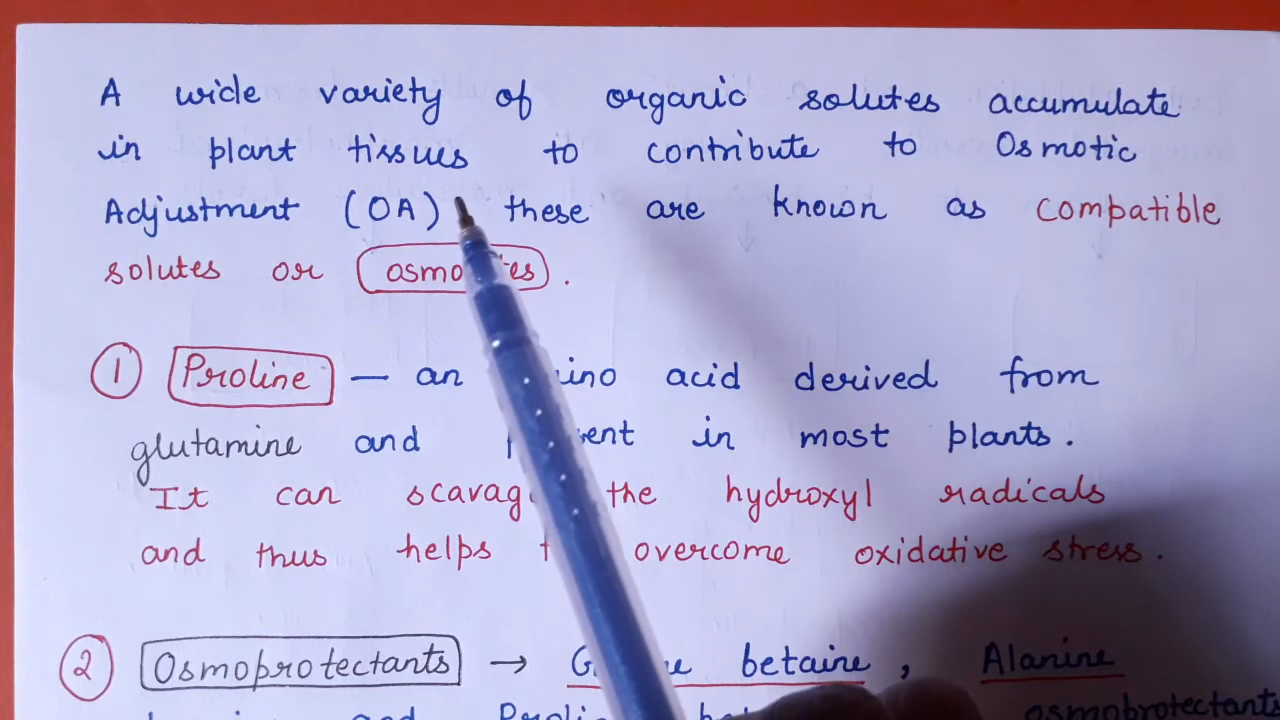 A wide variety of organic solutes accumulate
in plant tissues to contribute to Osmotic
Adjustment (OA) these are known as compatible
solutes or .
① Proline — an acid derived from
glutamine and in most plants.
It can the hydroxyl radicals
and thus helps overcome oxidative stress.
② Osmoprotectants → betaine, Alanine
and osmoprotectants